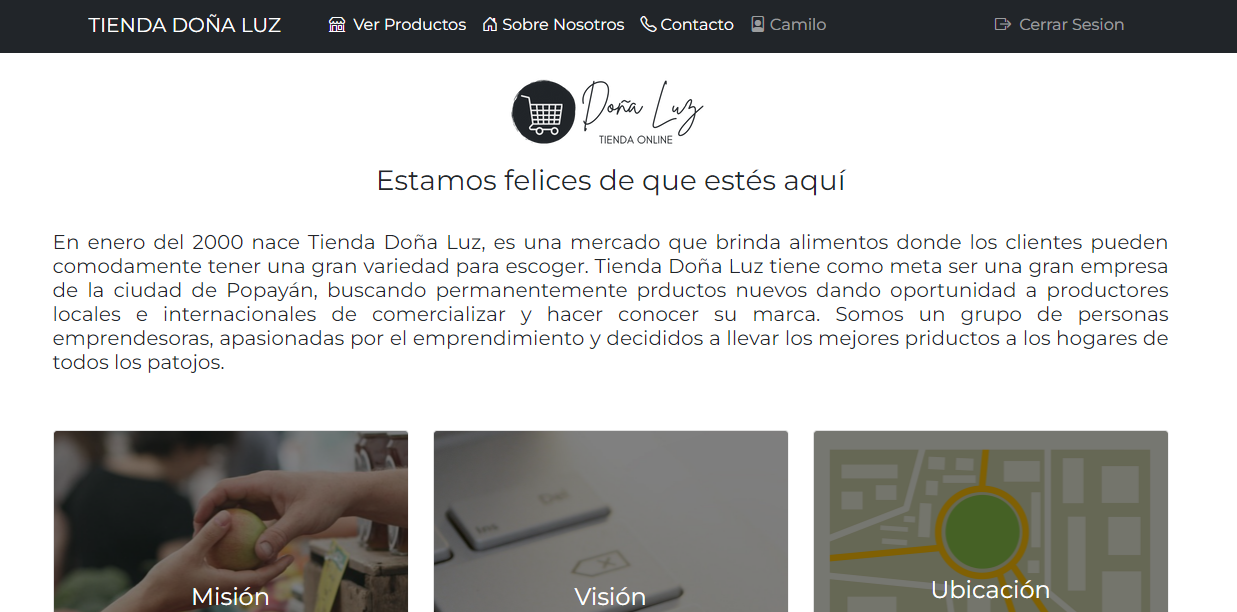 TIENDA DOÑA LUZ Ver Productos Sobre Nosotros Contacto Camilo Cerrar Sesion
Doña Luz
TIENDA ONLINE
Estamos felices de que estés aquí
En enero del 2000 nace Tienda Doña Luz, es una mercado que brinda alimentos donde los clientes pueden
comodamente tener una gran variedad para escoger. Tienda Doña Luz tiene como meta ser una gran empresa
de la ciudad de Popayán, buscando permanentemente prductos nuevos dando oportunidad a productores
locales e internacionales de comercializar y hacer conocer su marca. Somos un grupo de personas
emprendesoras, apasionadas por el emprendimiento y decididos a llevar los mejores priductos a los hogares de
todos los patojos.
Misión Visión Ubicación